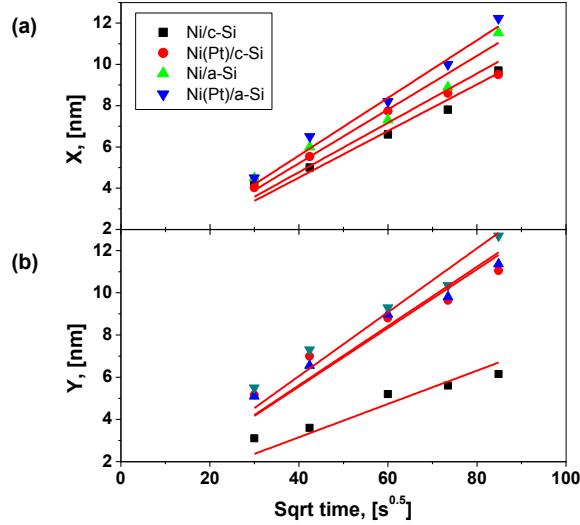 (a)
X, [nm]
12
10
8
6
4
2
Ni/c-Si
Ni(Pt)/c-Si
Ni/a-Si
Ni(Pt)/a-Si
(b)
Y, [nm]
12
10
8
6
4
2
0 20 40 60 80 100
Sqrt time, [s^0.5]